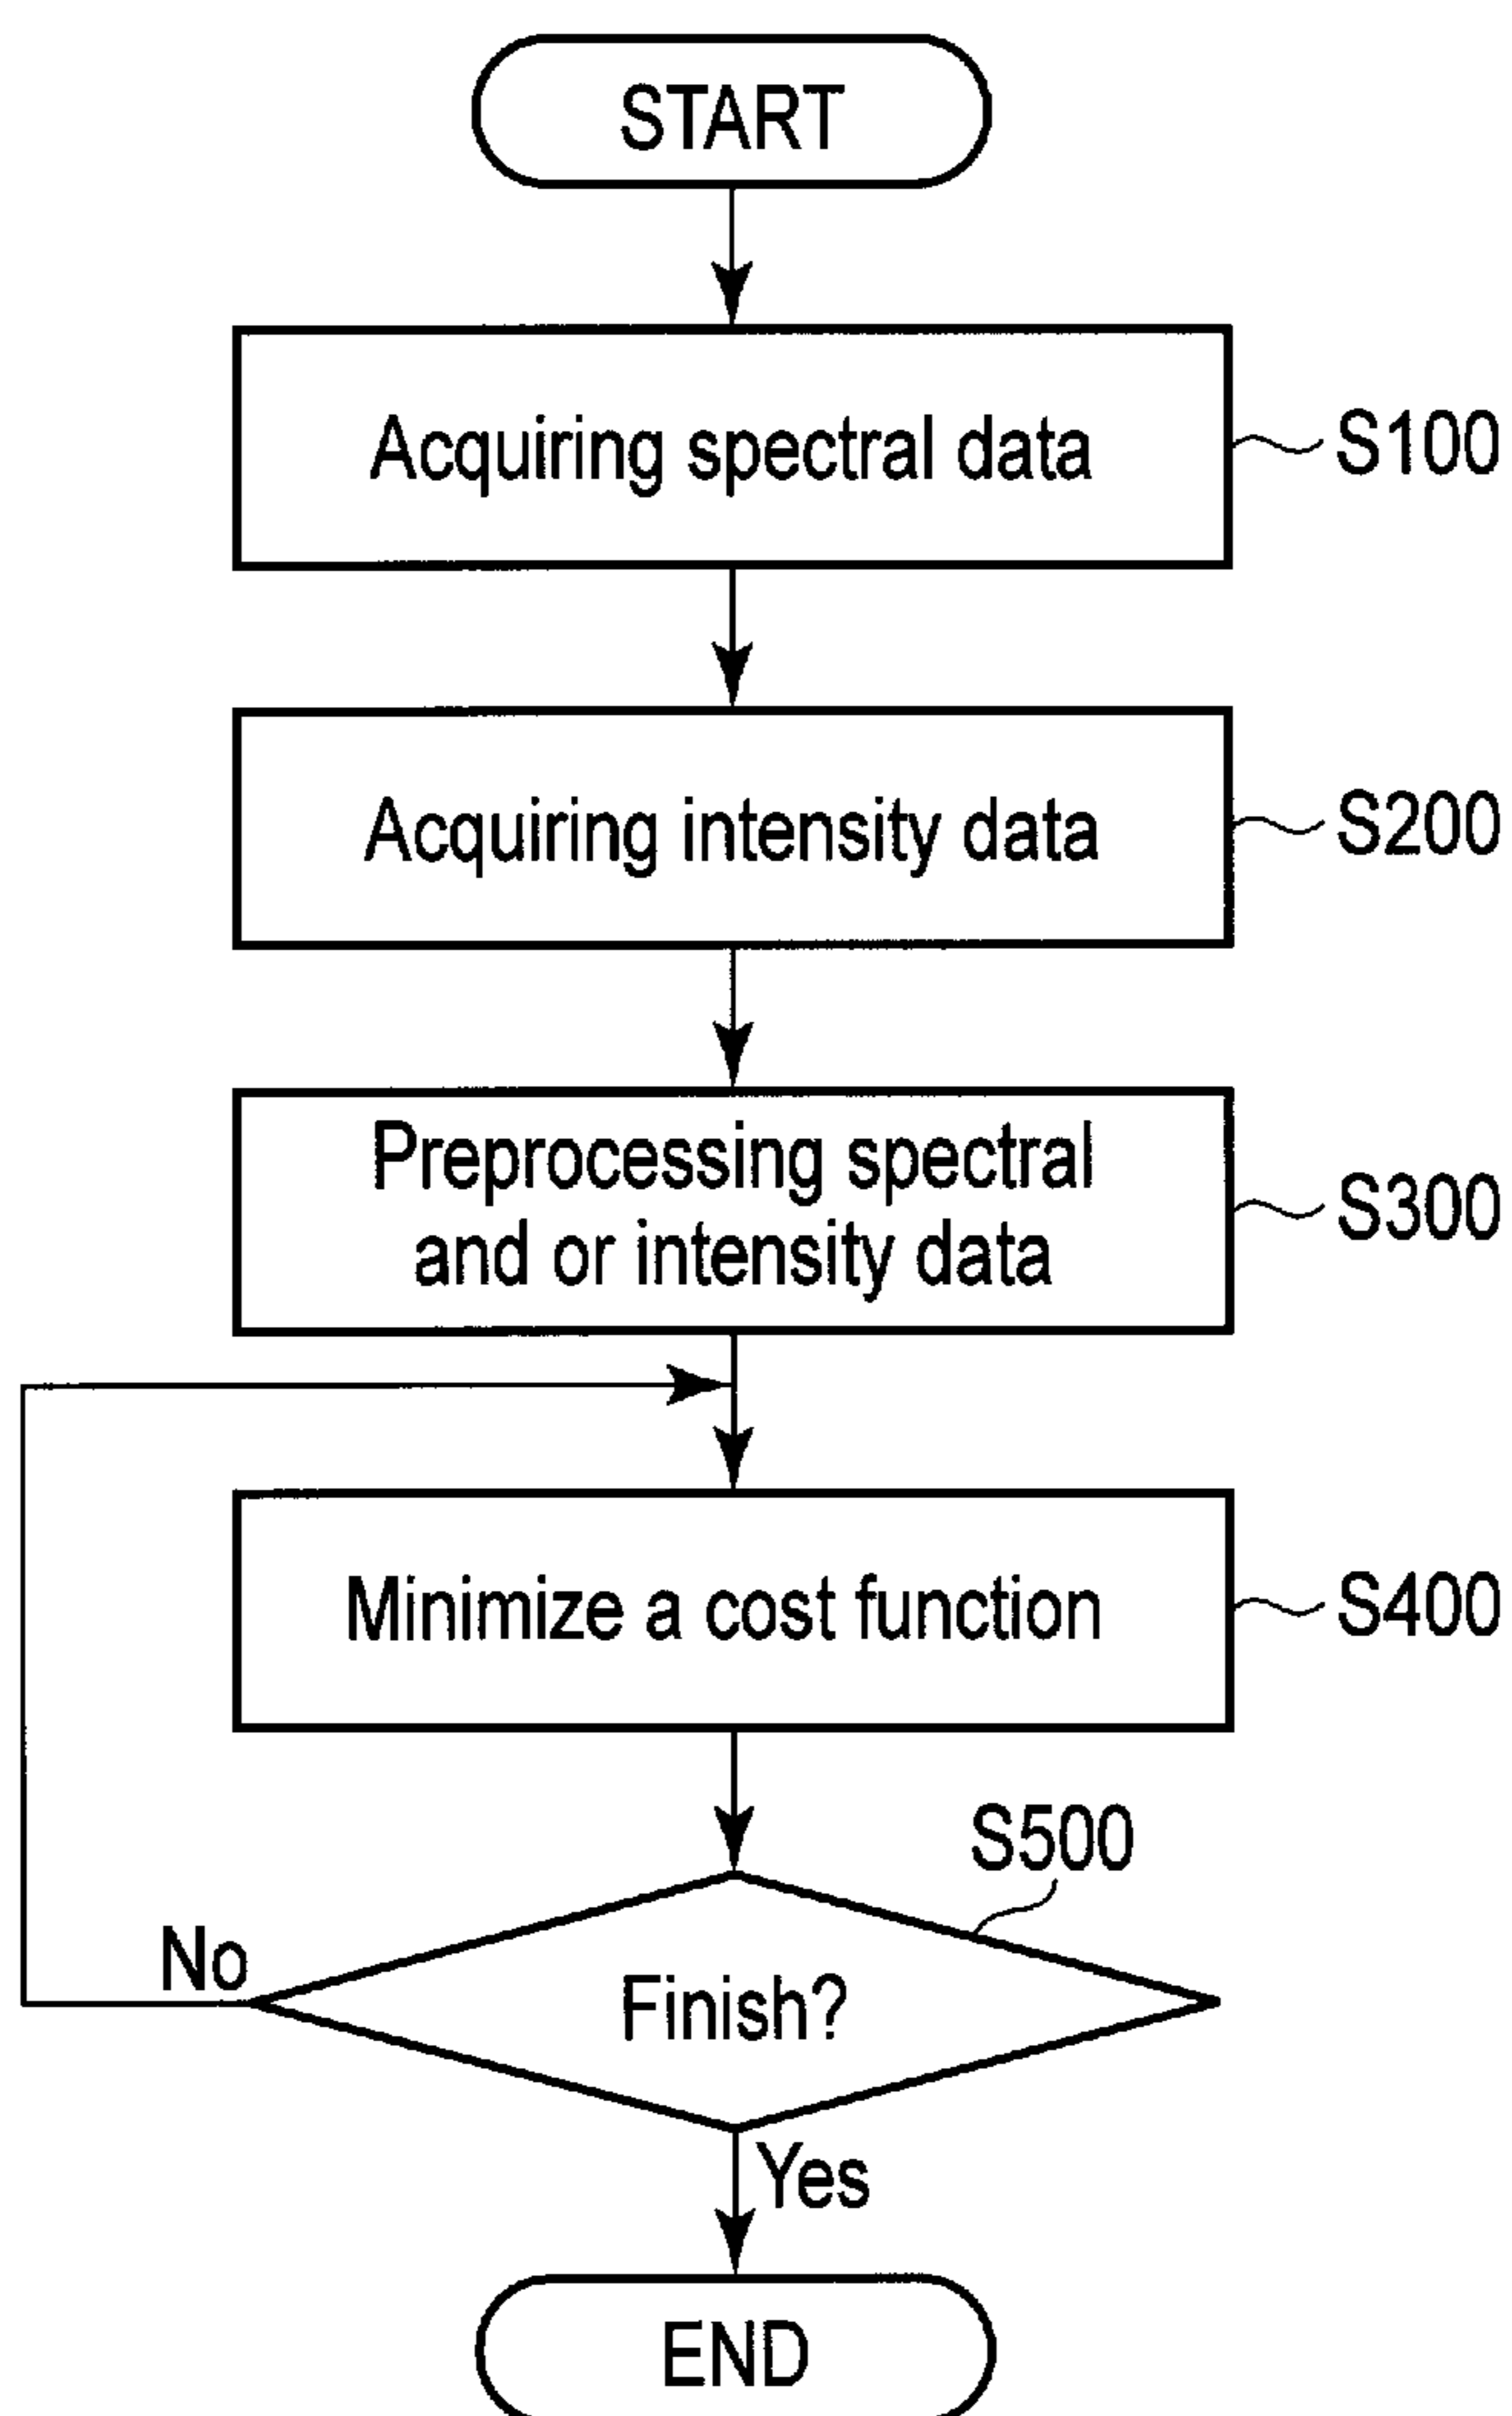 START
Acquiring spectral data
S100
Acquiring intensity data
S200
Preprocessing spectral
and or intensity data
S300
Minimize a cost function
S400
S500
No
Finish?
Yes
END